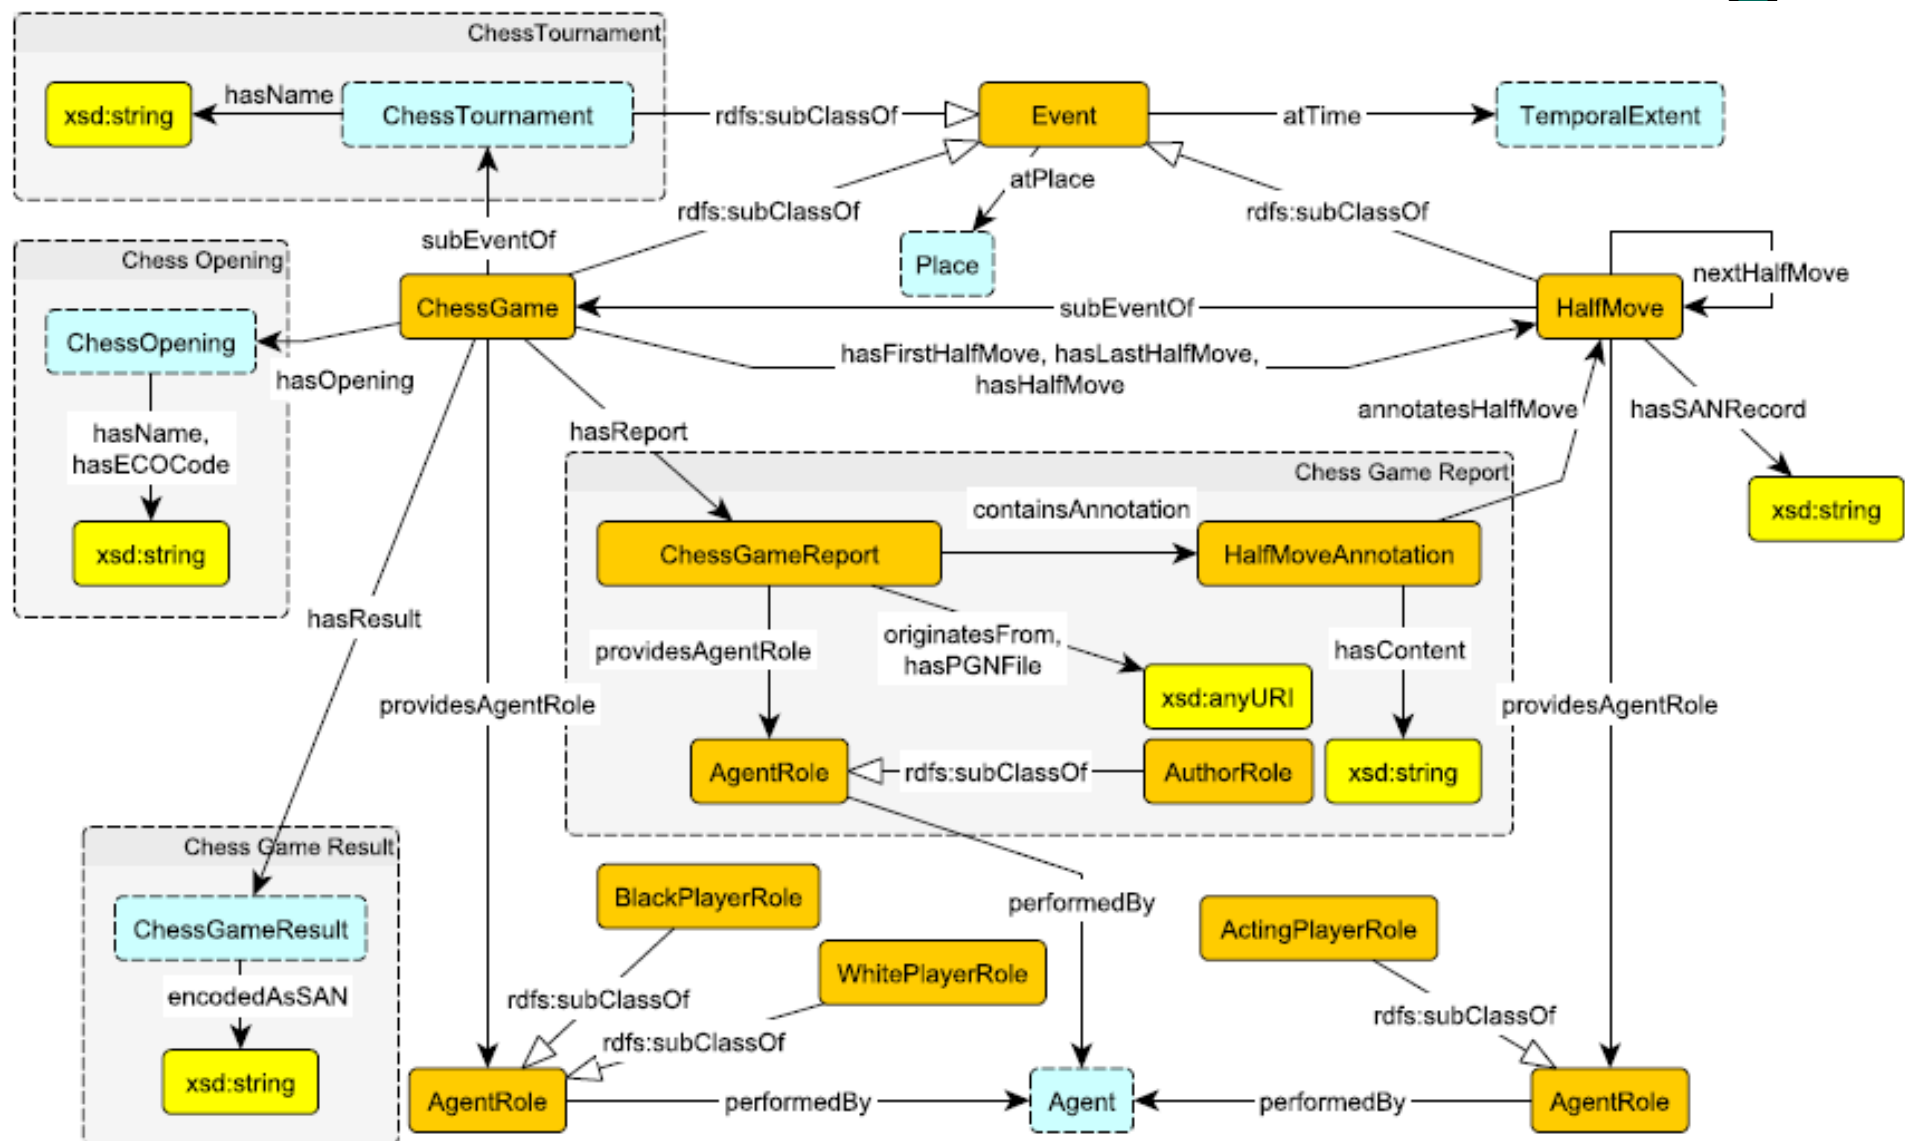 ChessTournament
xsd:string
hasName
ChessTournament
rdfs:subClassOf
Event
atTime
TemporalExtent
atPlace
rdfs:subClassOf
rdfs:subClassOf
subEventOf
Chess Opening
Place
nextHalfMove
ChessGame
subEventOf
HalfMove
ChessOpening
hasOpening
hasFirstHalfMove, hasLastHalfMove,
hasHalfMove
annotatesHalfMove
hasSANRecord
hasName,
hasECOCode
hasReport
Chess Game Report
containsAnnotation
xsd:string
xsd:string
ChessGameReport
HalfMoveAnnotation
hasResult
providesAgentRole
originatesFrom,
hasPGNFile
hasContent
providesAgentRole
xsd:anyURI
providesAgentRole
AgentRole
rdfs:subClassOf
AuthorRole
xsd:string
Chess Game Result
BlackPlayerRole
performedBy
ChessGameResult
ActingPlayerRole
WhitePlayerRole
encodedAsSAN
rdfs:subClassOf
rdfs:subClassOf
rdfs:subClassOf
xsd:string
AgentRole
performedBy
Agent
performedBy
AgentRole